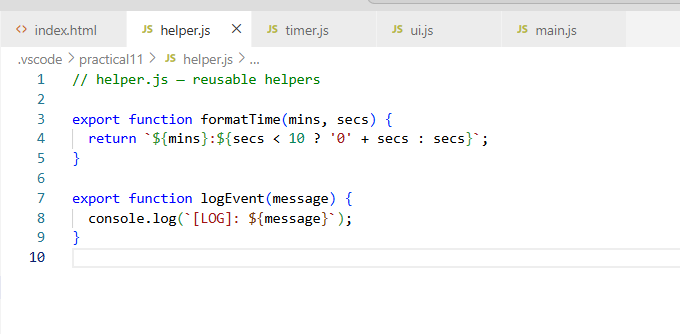 <> index.html JS helper.js × JS timer.js JS ui.js JS main.js
.vscode > practical11 > JS helper.js > ...
1 // helper.js — reusable helpers
2
3 export function formatTime(mins, secs) {
4   return `${mins}:${secs < 10 ? '0' + secs : secs}`;
5 }
6
7 export function logEvent(message) {
8   console.log(`[LOG]: ${message}`);
9 }
10